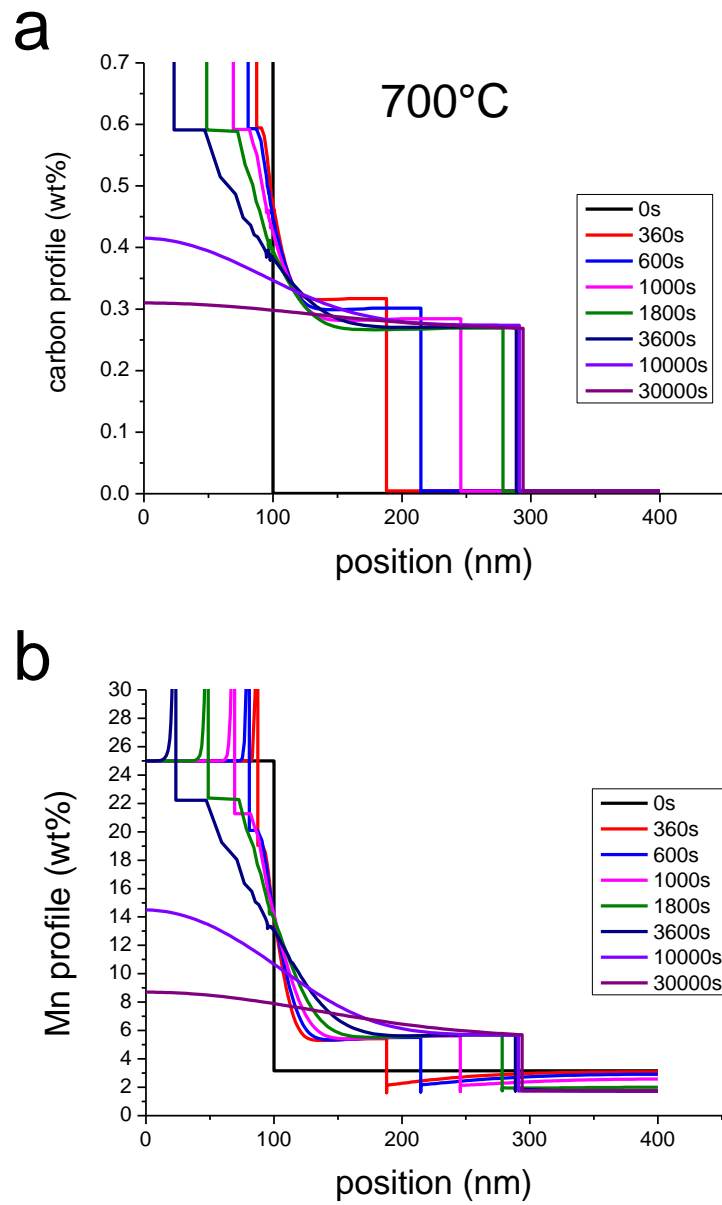 a
0.7
0.6
0.5
0.4
0.3
0.2
0.1
0.0
carbon profile (wt%)
700°C
0s
360s
600s
1000s
1800s
3600s
10000s
30000s
0
100
200
300
400
position (nm)
b
30
28
26
24
22
20
18
16
14
12
10
8
6
4
2
0
Mn profile (wt%)
0s
360s
600s
1000s
1800s
3600s
10000s
30000s
0
100
200
300
400
position (nm)